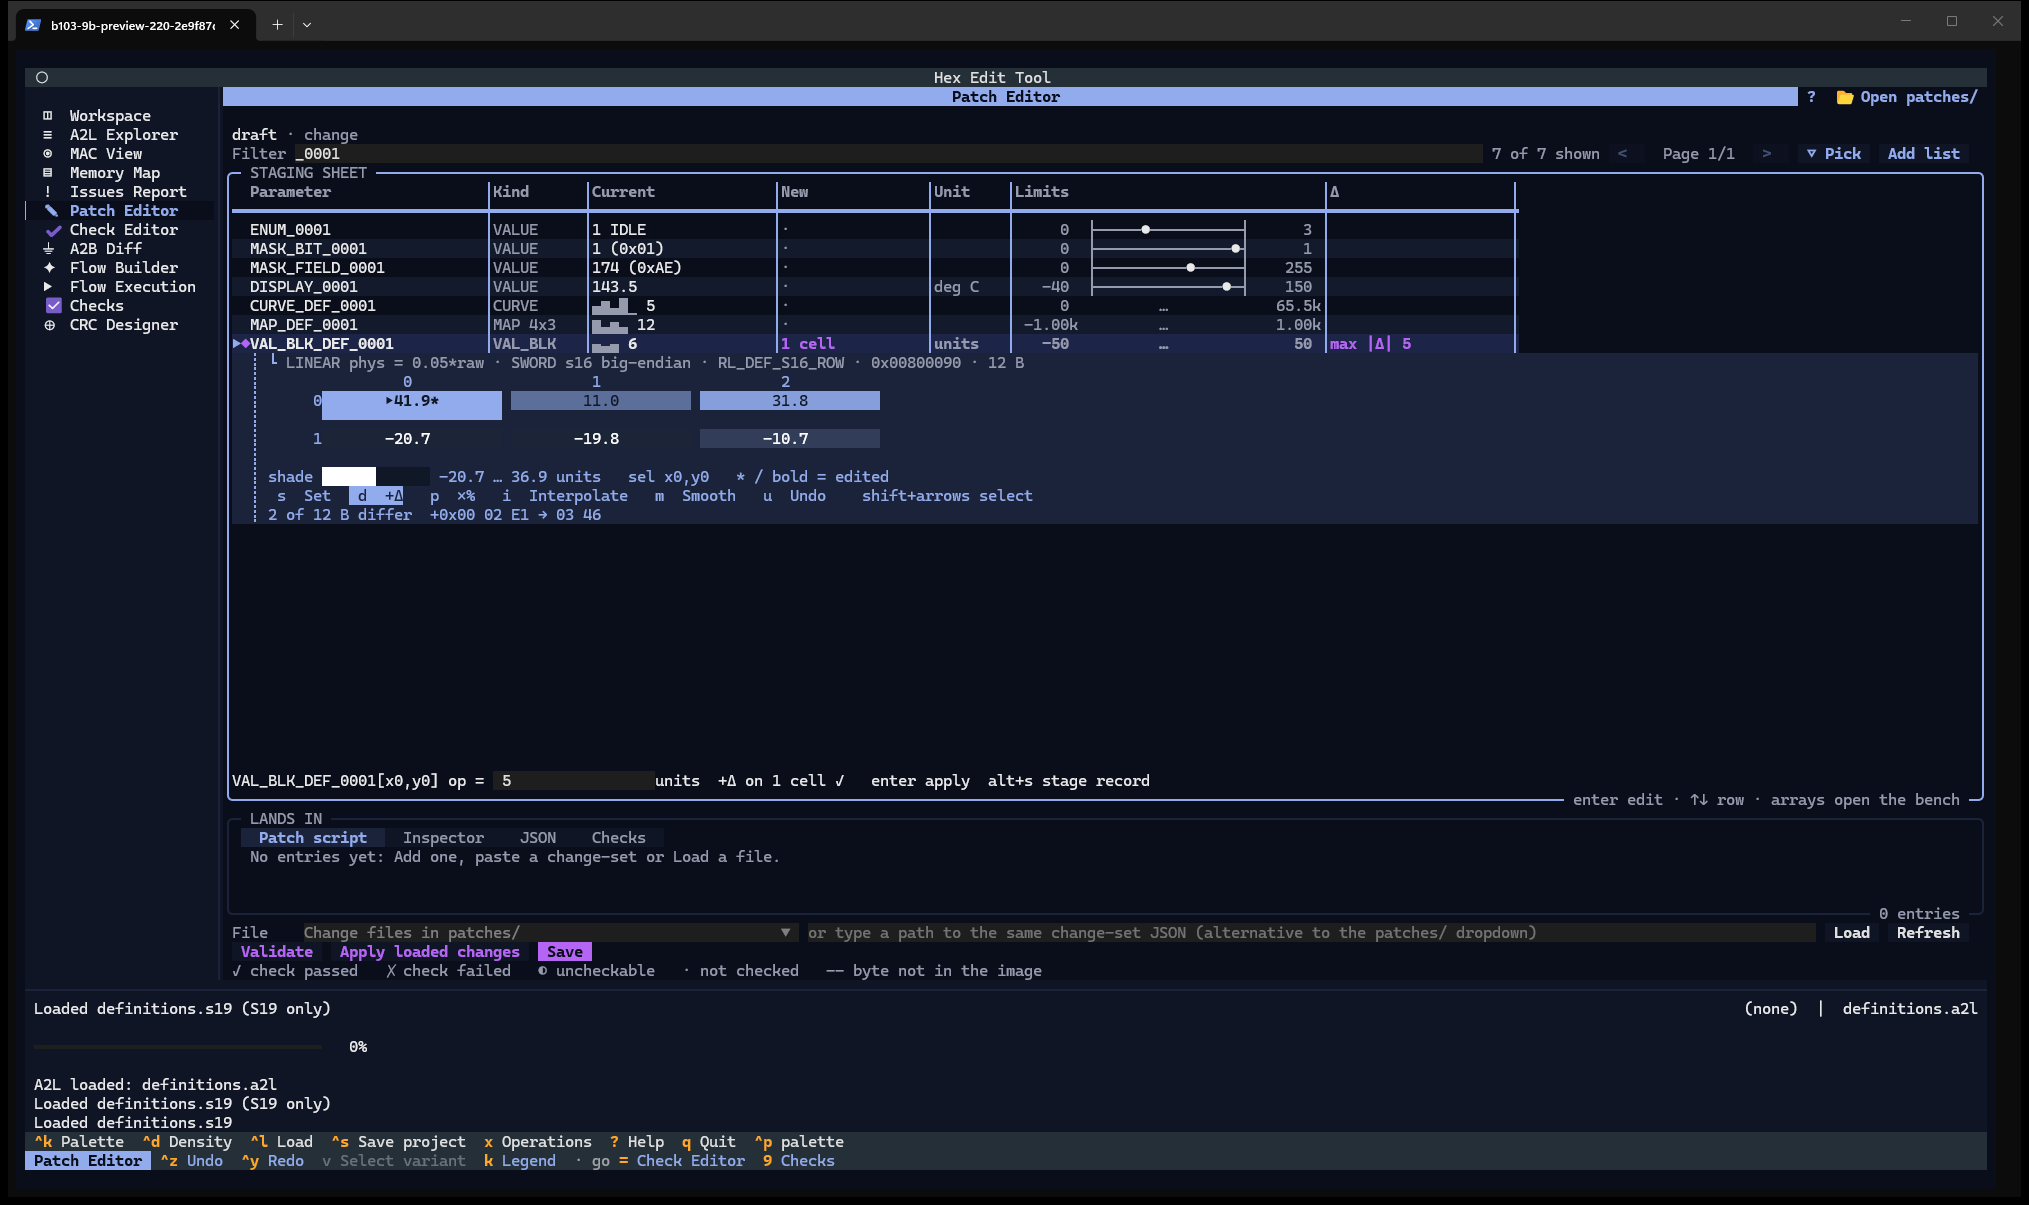 b103-9b-preview-220-2e9f87
Hex Edit Tool
Patch Editor ? Open patches/
Workspace
A2L Explorer
MAC View
Memory Map
! Issues Report
Patch Editor
Check Editor
A2B Diff
Flow Builder
Flow Execution
Checks
CRC Designer
draft · change
Filter _0001 7 of 7 shown < Page 1/1 > ▽ Pick Add list
STAGING SHEET
Parameter Kind Current New Unit Limits Δ
ENUM_0001 VALUE 1 IDLE · 0 3
MASK_BIT_0001 VALUE 1 (0x01) · 0 1
MASK_FIELD_0001 VALUE 174 (0xAE) · 0 255
DISPLAY_0001 VALUE 143.5 · deg C -40 150
CURVE_DEF_0001 CURVE 5 · 0 … 65.5k
MAP_DEF_0001 MAP 4x3 12 · -1.00k … 1.00k
▶◆VAL_BLK_DEF_0001 VAL_BLK 6 1 cell units -50 … 50 max |Δ| 5
└ LINEAR phys = 0.05*raw · SWORD s16 big-endian · RL_DEF_S16_ROW · 0x00800090 · 12 B
0 1 2
0 ▸41.9* 11.0 31.8
1 -20.7 -19.8 -10.7
shade -20.7 … 36.9 units sel x0,y0 * / bold = edited
s Set d +Δ p ×% i Interpolate m Smooth u Undo shift+arrows select
2 of 12 B differ +0x00 02 E1 → 03 46
VAL_BLK_DEF_0001[x0,y0] op = 5 units +Δ on 1 cell √ enter apply alt+s stage record
enter edit · ↑↓ row · arrays open the bench
LANDS IN
Patch script Inspector JSON Checks
No entries yet: Add one, paste a change-set or Load a file.
0 entries
File Change files in patches/ ▼ or type a path to the same change-set JSON (alternative to the patches/ dropdown) Load Refresh
Validate Apply loaded changes Save
√ check passed ╳ check failed ◐ uncheckable · not checked -- byte not in the image
Loaded definitions.s19 (S19 only) (none) | definitions.a2l
0%
A2L loaded: definitions.a2l
Loaded definitions.s19 (S19 only)
Loaded definitions.s19
^k Palette ^d Density ^l Load ^s Save project x Operations ? Help q Quit ^p palette
Patch Editor ^z Undo ^y Redo v Select variant k Legend · go = Check Editor 9 Checks